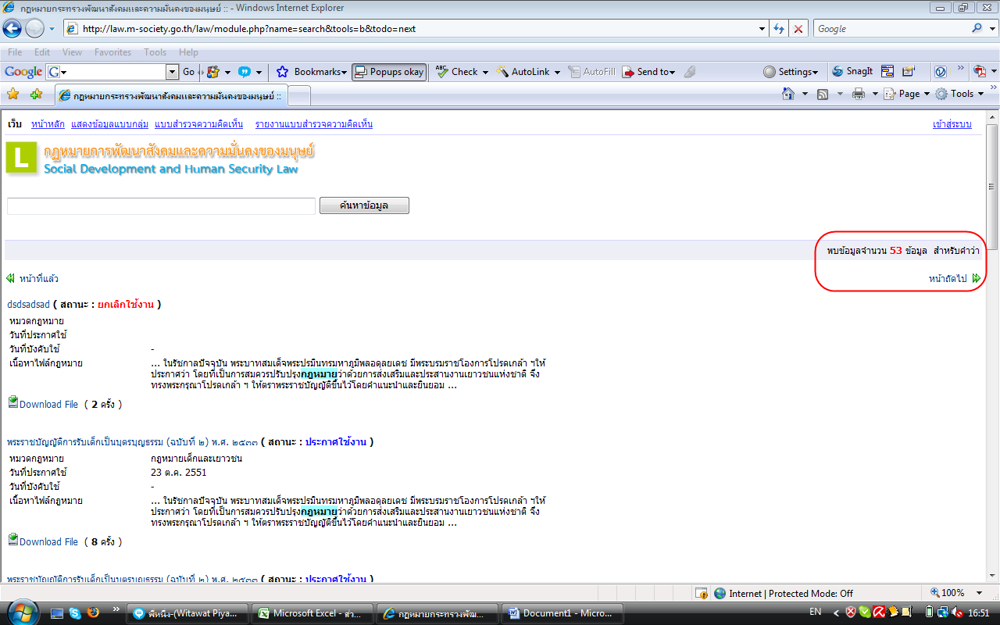 กฎหมายกระทรวงพัฒนาสังคมและความมั่นคงของมนุษย์ :: - Windows Internet Explorer
http://law.m-society.go.th/law/module.php?name=search&tools=b&todo=next
Google
File Edit View Favorites Tools Help
Google G Go Bookmarks Popups okay ABC Check AutoLink AutoFill Send to Settings SnagIt
กฎหมายกระทรวงพัฒนาสังคมและความมั่นคงของมนุษย์ :: Page Tools
เว็บ หน้าหลัก แสดงข้อมูลแบบกลุ่ม แบบสำรวจความคิดเห็น รายงานแบบสำรวจความคิดเห็น เข้าสู่ระบบ
L กฎหมายการพัฒนาสังคมและความมั่นคงของมนุษย์
Social Development and Human Security Law
ค้นหาข้อมูล
พบข้อมูลจำนวน 53 ข้อมูล สำหรับคำว่า
หน้าที่แล้ว หน้าถัดไป
dsdsadsad ( สถานะ : ยกเลิกใช้งาน )
หมวดกฎหมาย
วันที่ประกาศใช้
วันที่บังคับใช้ -
เนื้อหาไฟล์กฎหมาย ... ในรัชกาลปัจจุบัน พระบาทสมเด็จพระปรมินทรมหาภูมิพลอดุลยเดช มีพระบรมราชโองการโปรดเกล้า ฯให้
ประกาศว่า โดยที่เป็นการสมควรปรับปรุงกฎหมายว่าด้วยการส่งเสริมและประสานงานเยาวชนแห่งชาติ จึง
ทรงพระกรุณาโปรดเกล้า ฯ ให้ตราพระราชบัญญัติขึ้นไว้โดยคำแนะนำและยินยอม ...
Download File ( 2 ครั้ง )
พระราชบัญญัติการรับเด็กเป็นบุตรบุญธรรม (ฉบับที่ ๒) พ.ศ. ๒๕๓๓ ( สถานะ : ประกาศใช้งาน )
หมวดกฎหมาย กฎหมายเด็กและเยาวชน
วันที่ประกาศใช้ 23 ต.ค. 2551
วันที่บังคับใช้ -
เนื้อหาไฟล์กฎหมาย ... ในรัชกาลปัจจุบัน พระบาทสมเด็จพระปรมินทรมหาภูมิพลอดุลยเดช มีพระบรมราชโองการโปรดเกล้า ฯให้
ประกาศว่า โดยที่เป็นการสมควรปรับปรุงกฎหมายว่าด้วยการส่งเสริมและประสานงานเยาวชนแห่งชาติ จึง
ทรงพระกรุณาโปรดเกล้า ฯ ให้ตราพระราชบัญญัติขึ้นไว้โดยคำแนะนำและยินยอม ...
Download File ( 8 ครั้ง )
พระราชบัญญัติการรับเด็กเป็นบุตรบุญธรรม (ฉบับที่ ๒) พ.ศ. ๒๕๓๓ ( สถานะ : ประกาศใช้งาน )
Internet | Protected Mode: Off 100%
พี่หนึ่ง-(Witawat Piya... Microsoft Excel - ส่ว... กฎหมายกระทรวงพัฒ... Document1 - Micro... EN 16:51